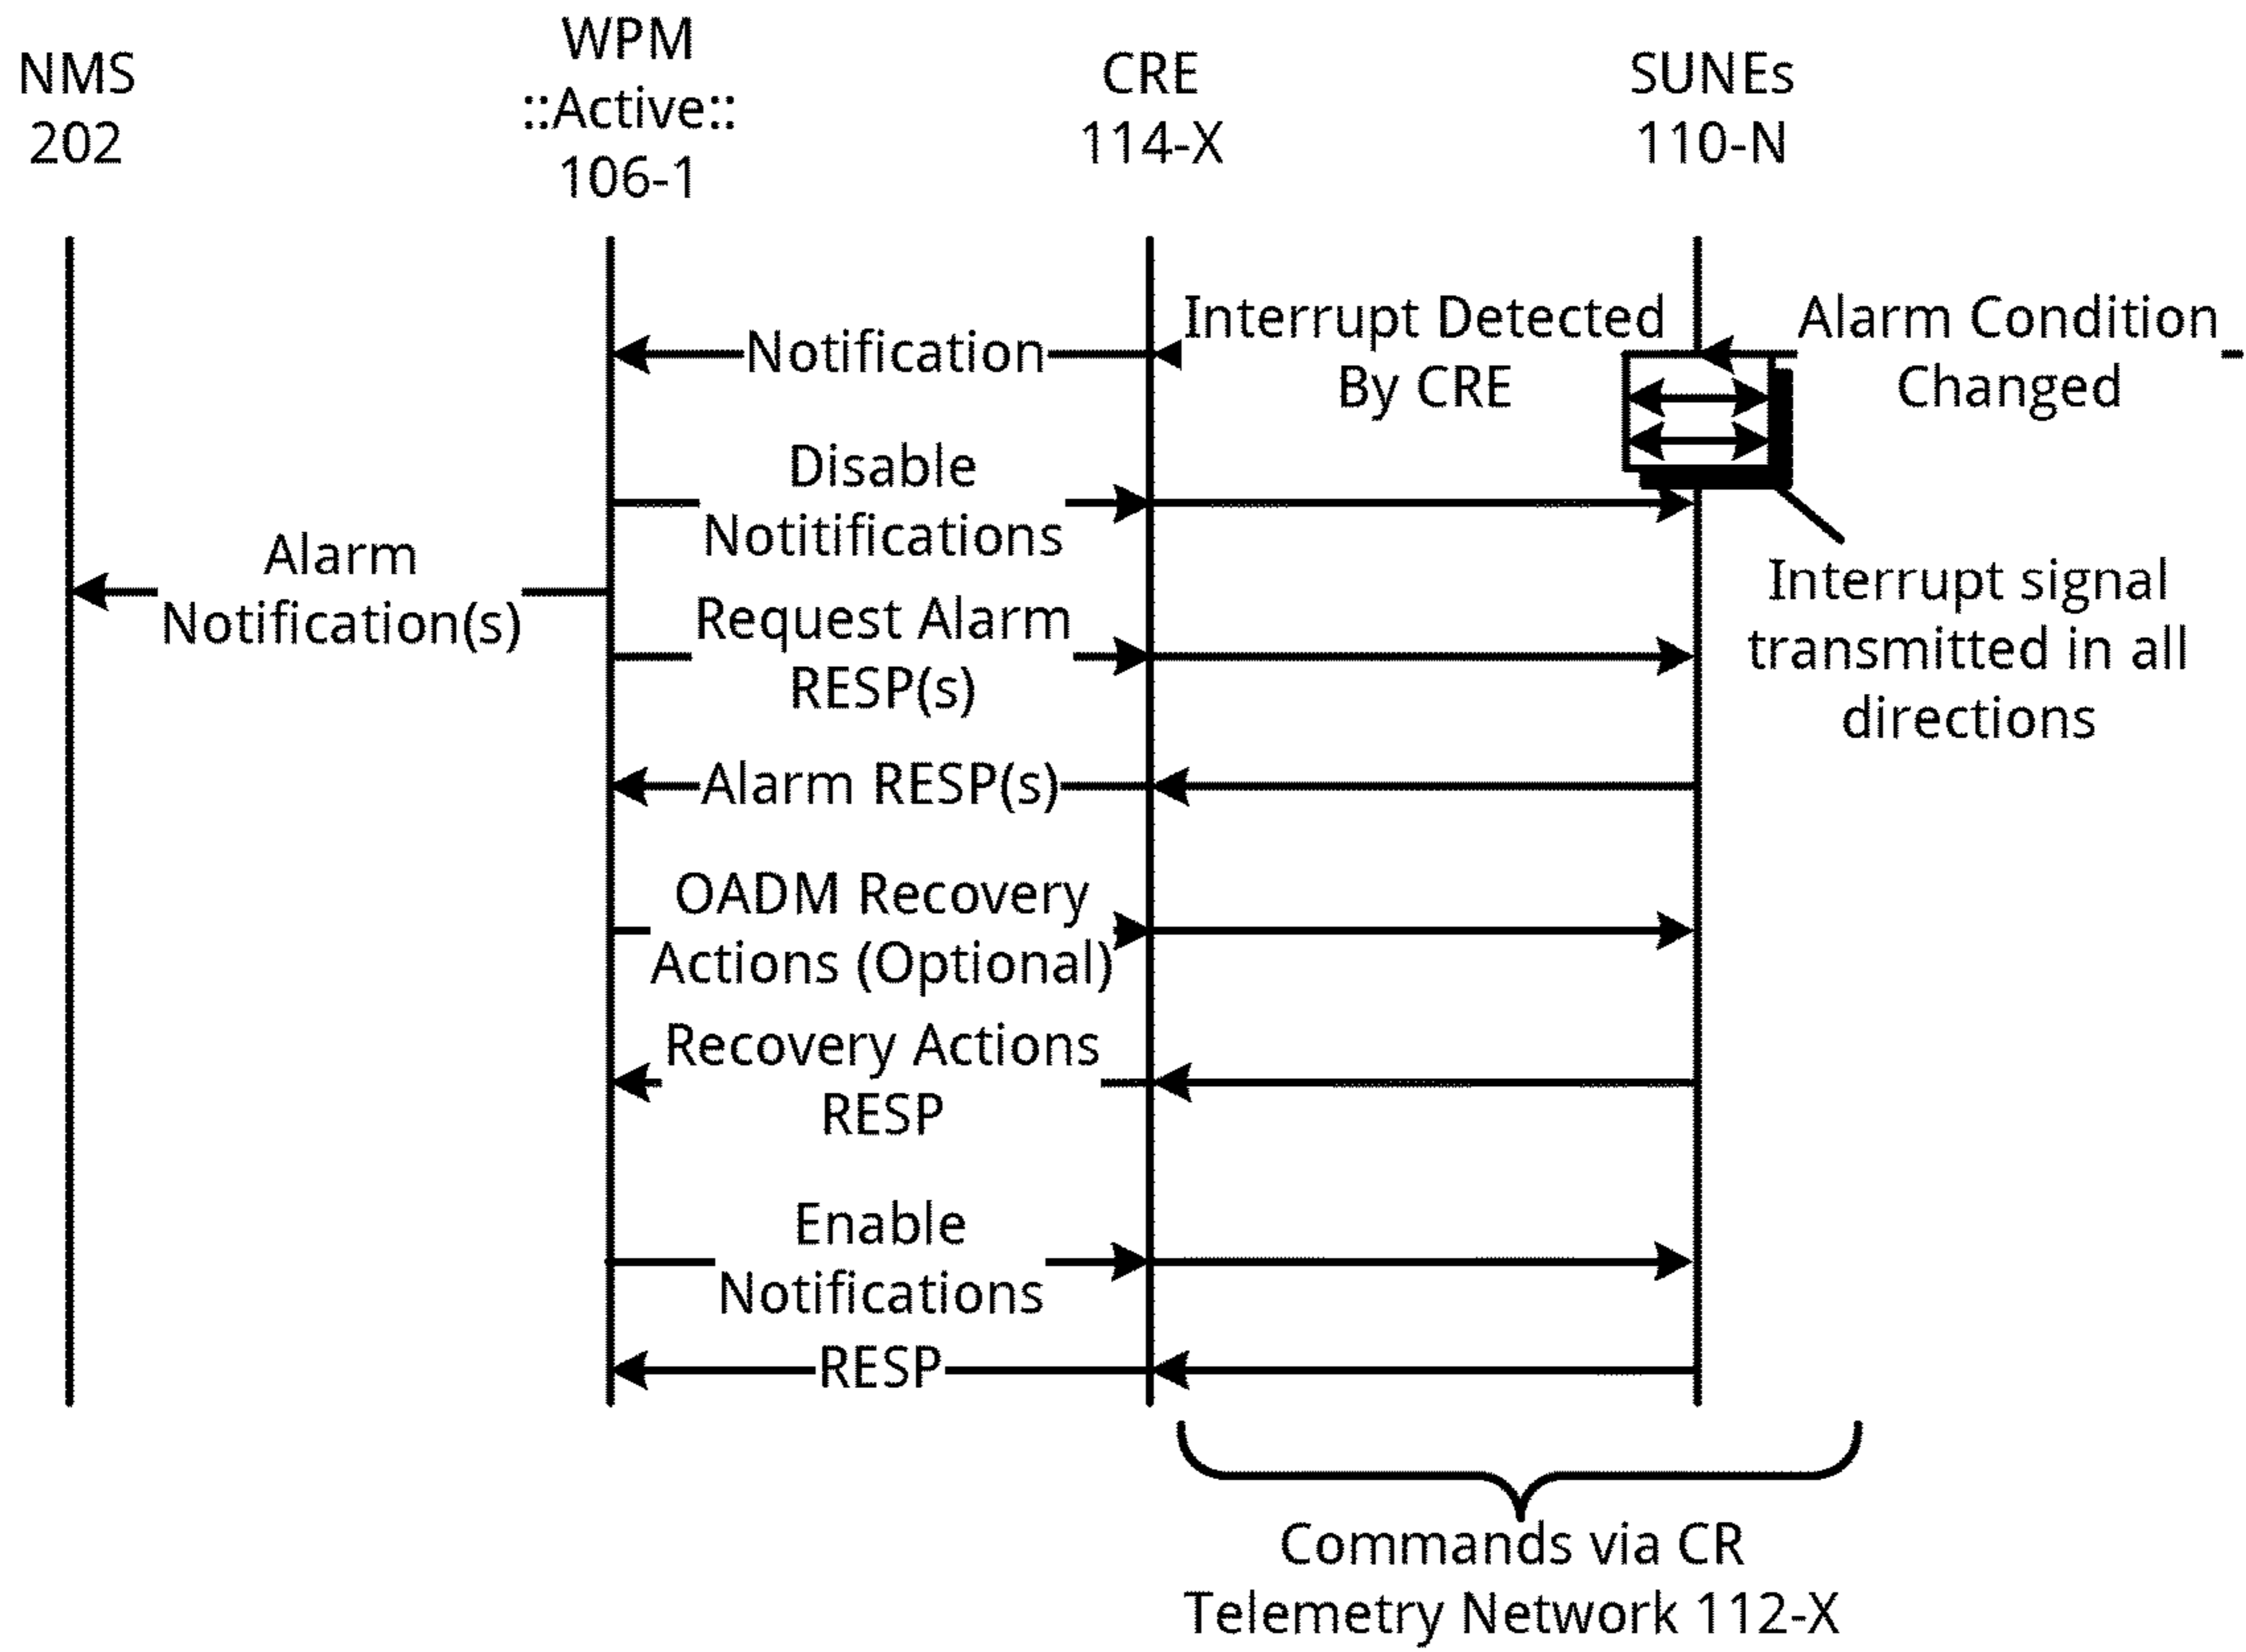 NMS
202
WPM
::Active::
106-1
CRE
114-X
SUNEs
110-N
Notification
Interrupt Detected
By CRE
Alarm Condition
Changed
Disable
Notitifications
Alarm
Notification(s)
Request Alarm
RESP(s)
Interrupt signal
transmitted in all
directions
Alarm RESP(s)
OADM Recovery
Actions (Optional)
Recovery Actions
RESP
Enable
Notifications
RESP
Commands via CR
Telemetry Network 112-X